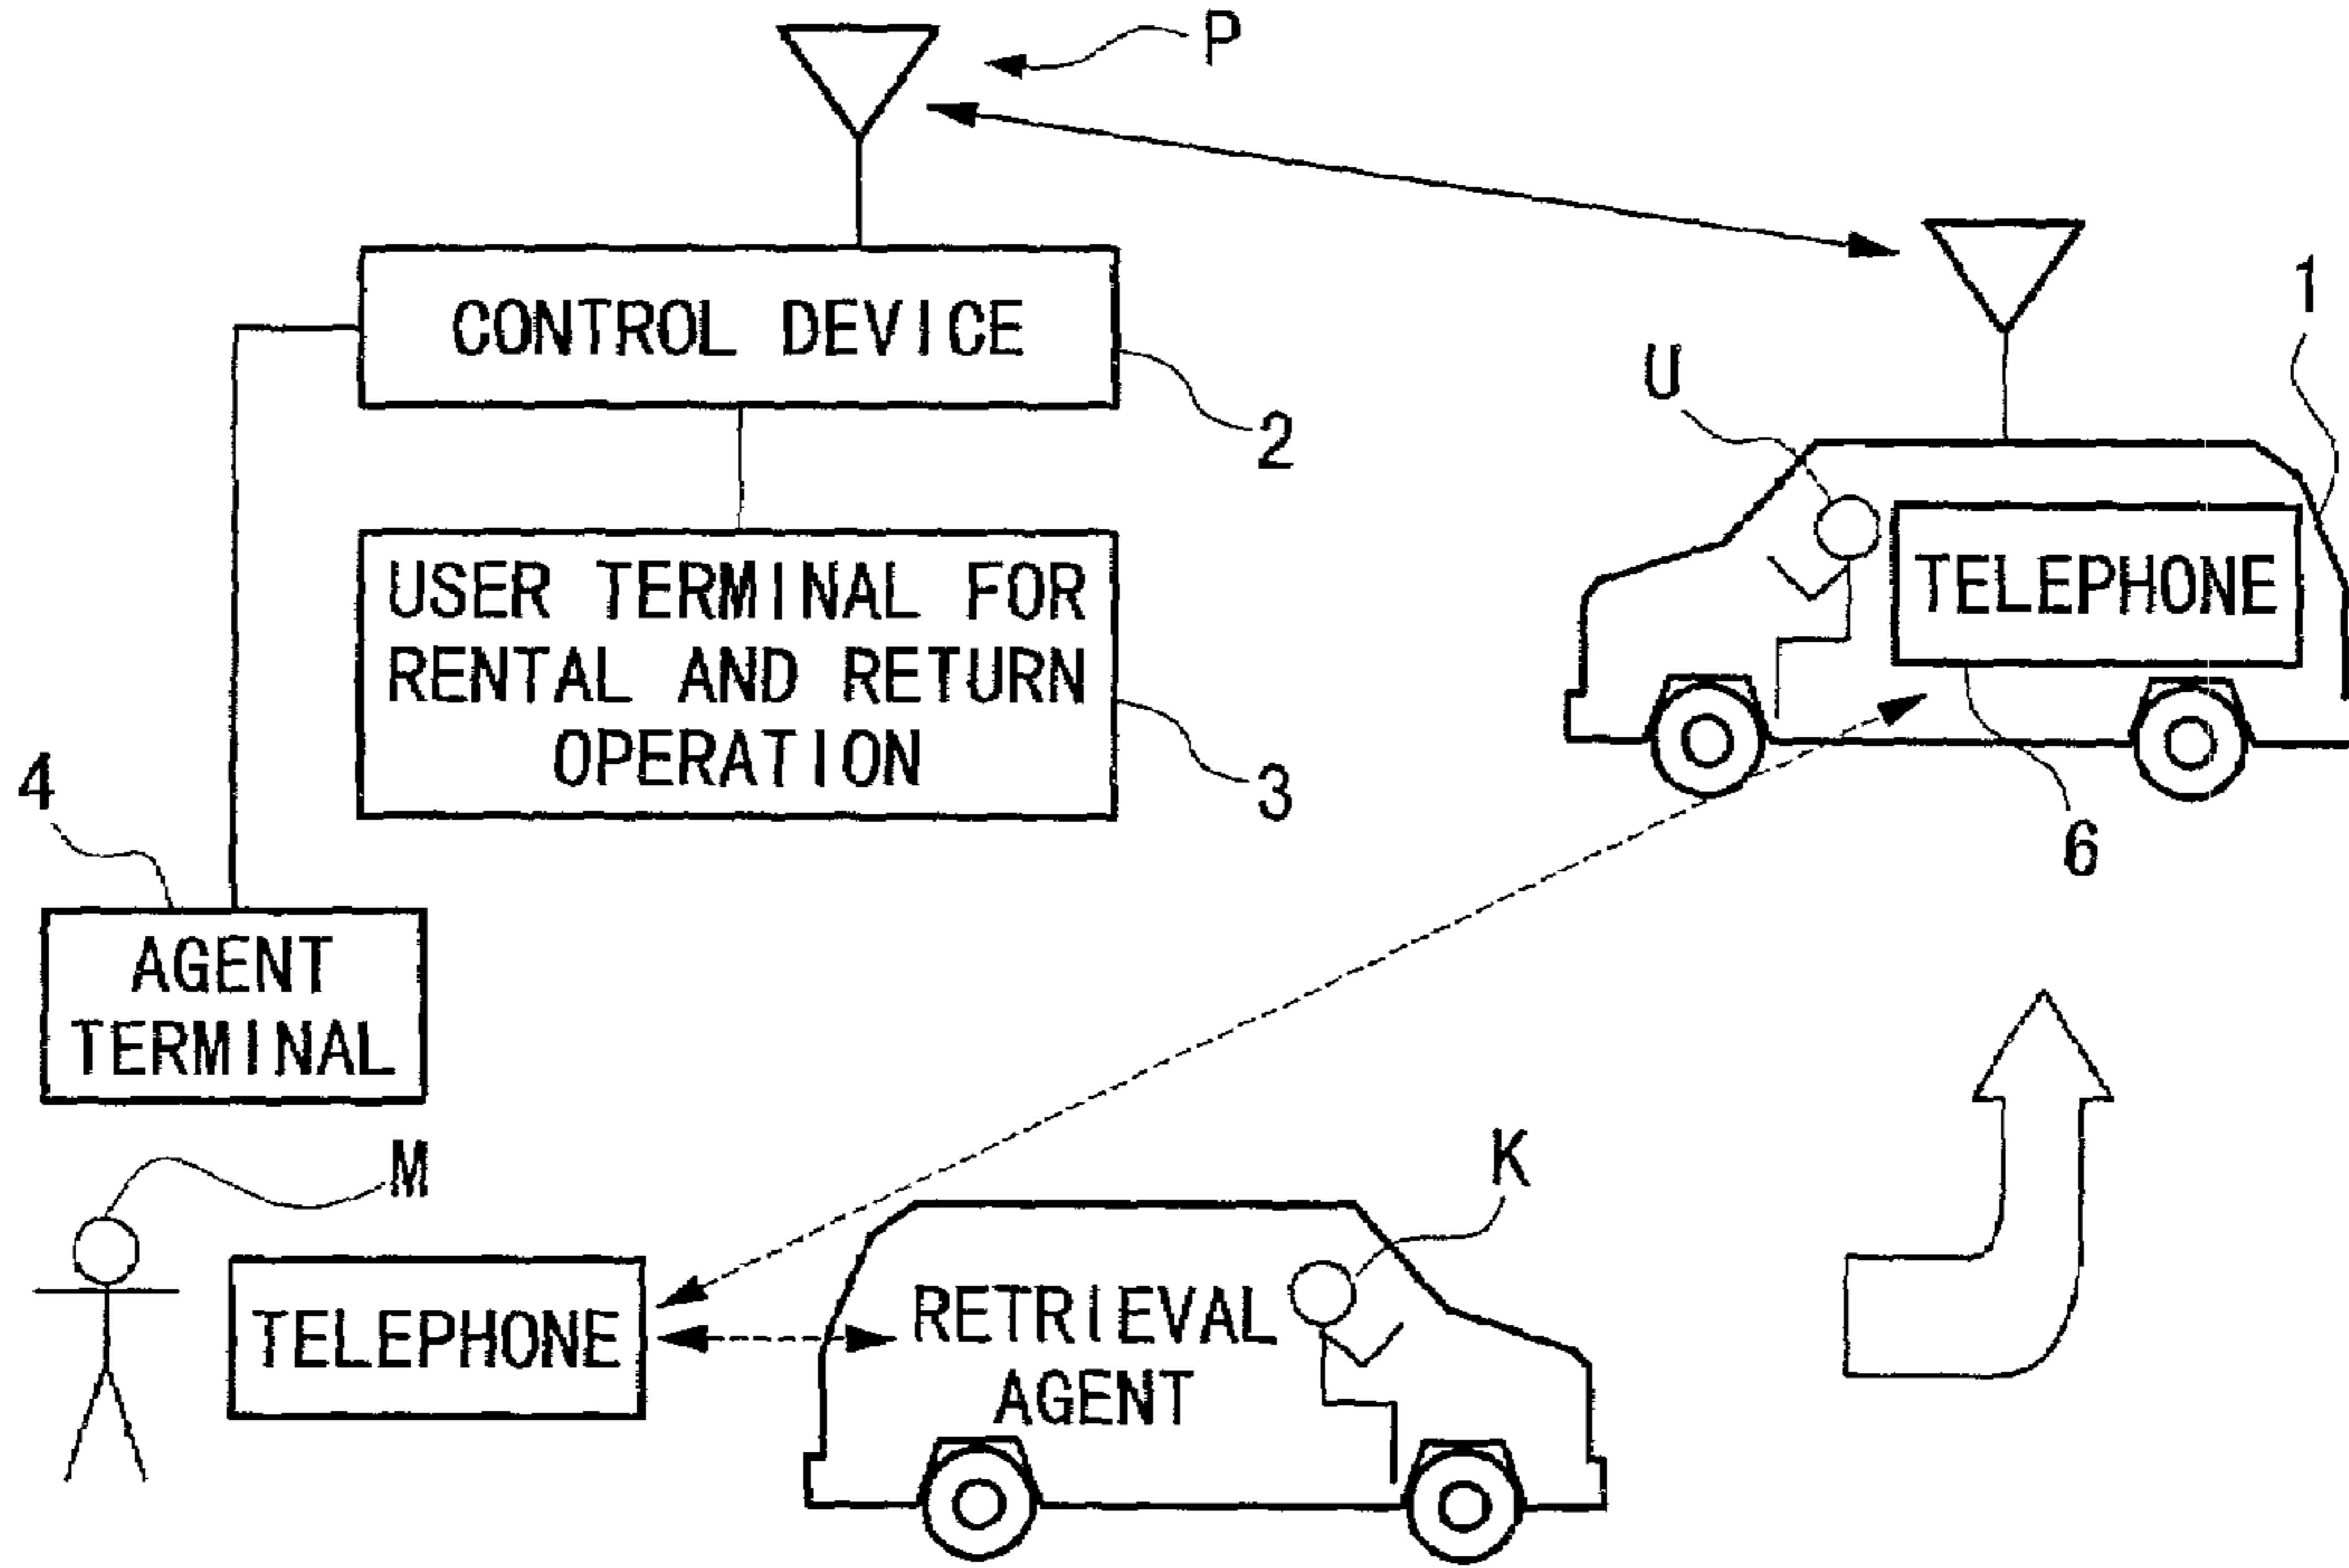 P
CONTROL DEVICE
2
1
U
USER TERMINAL FOR
RENTAL AND RETURN
OPERATION
3
TELEPHONE
6
4
AGENT
TERMINAL
M
K
TELEPHONE
RETRIEVAL
AGENT